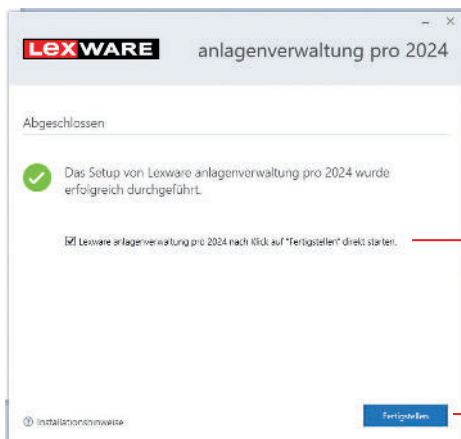 LEXWARE
anlagenverwaltung pro 2024
Abgeschlossen
Das Setup von Lexware anlagenverwaltung pro 2024 wurde
erfolgreich durchgeführt.
Lexware anlagenverwaltung pro 2024 nach Klick auf "Fertigstellen" direkt starten.
Installationshinweise
Fertigstellen